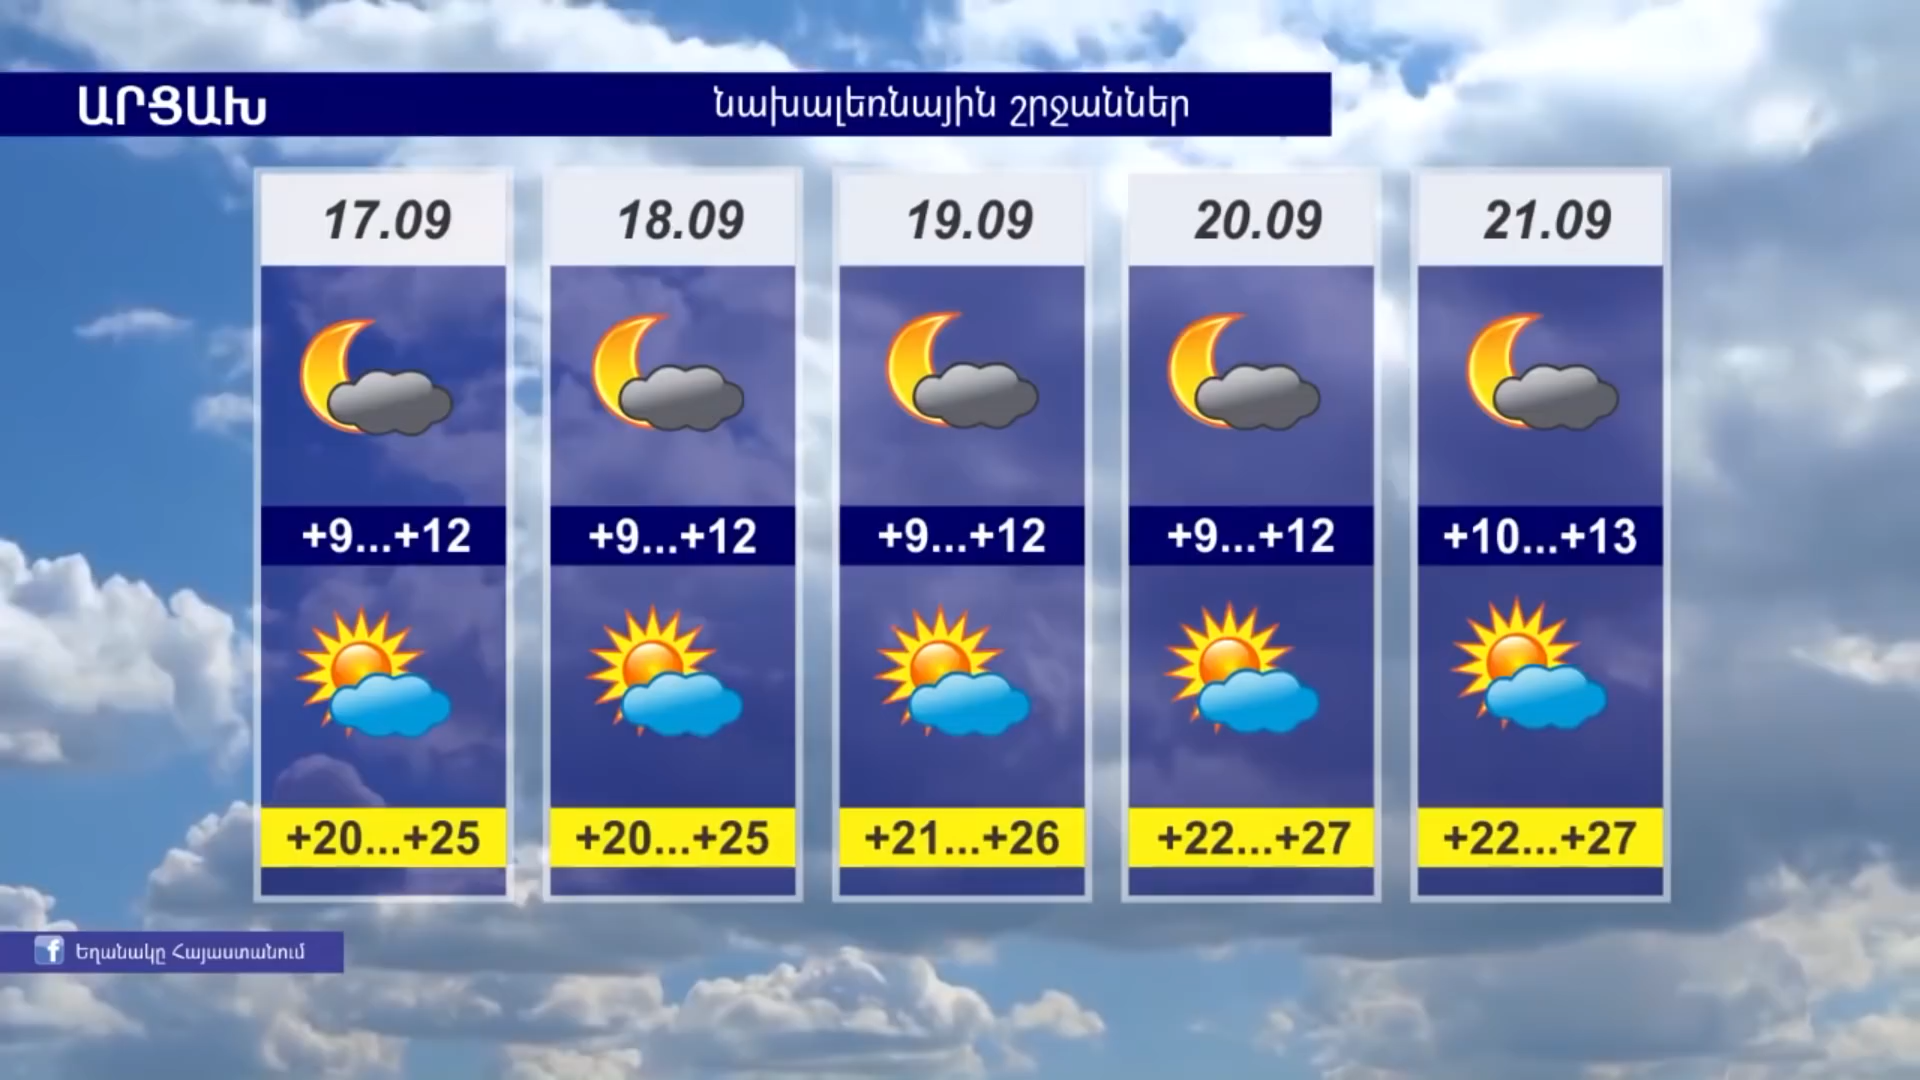 ԱՐՑԱԽ
նախալեռնային շրջաններ
17.09 18.09 19.09 20.09 21.09
+9...+12 +9...+12 +9...+12 +9...+12 +10...+13
+20...+25 +20...+25 +21...+26 +22...+27 +22...+27
f Եղանակը Հայաստանում